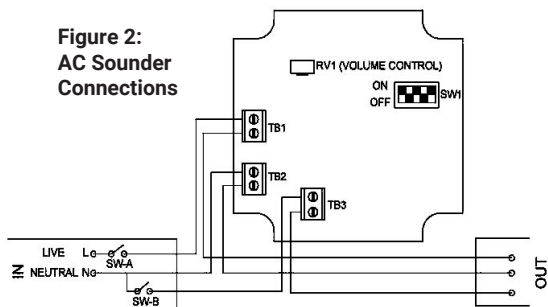 Figure 2:
AC Sounder
Connections
RV1 (VOLUME CONTROL)
ON
OFF
SW1
TB1
TB2
TB3
IN
LIVE L
NEUTRAL N
SW-A
SW-B
OUT